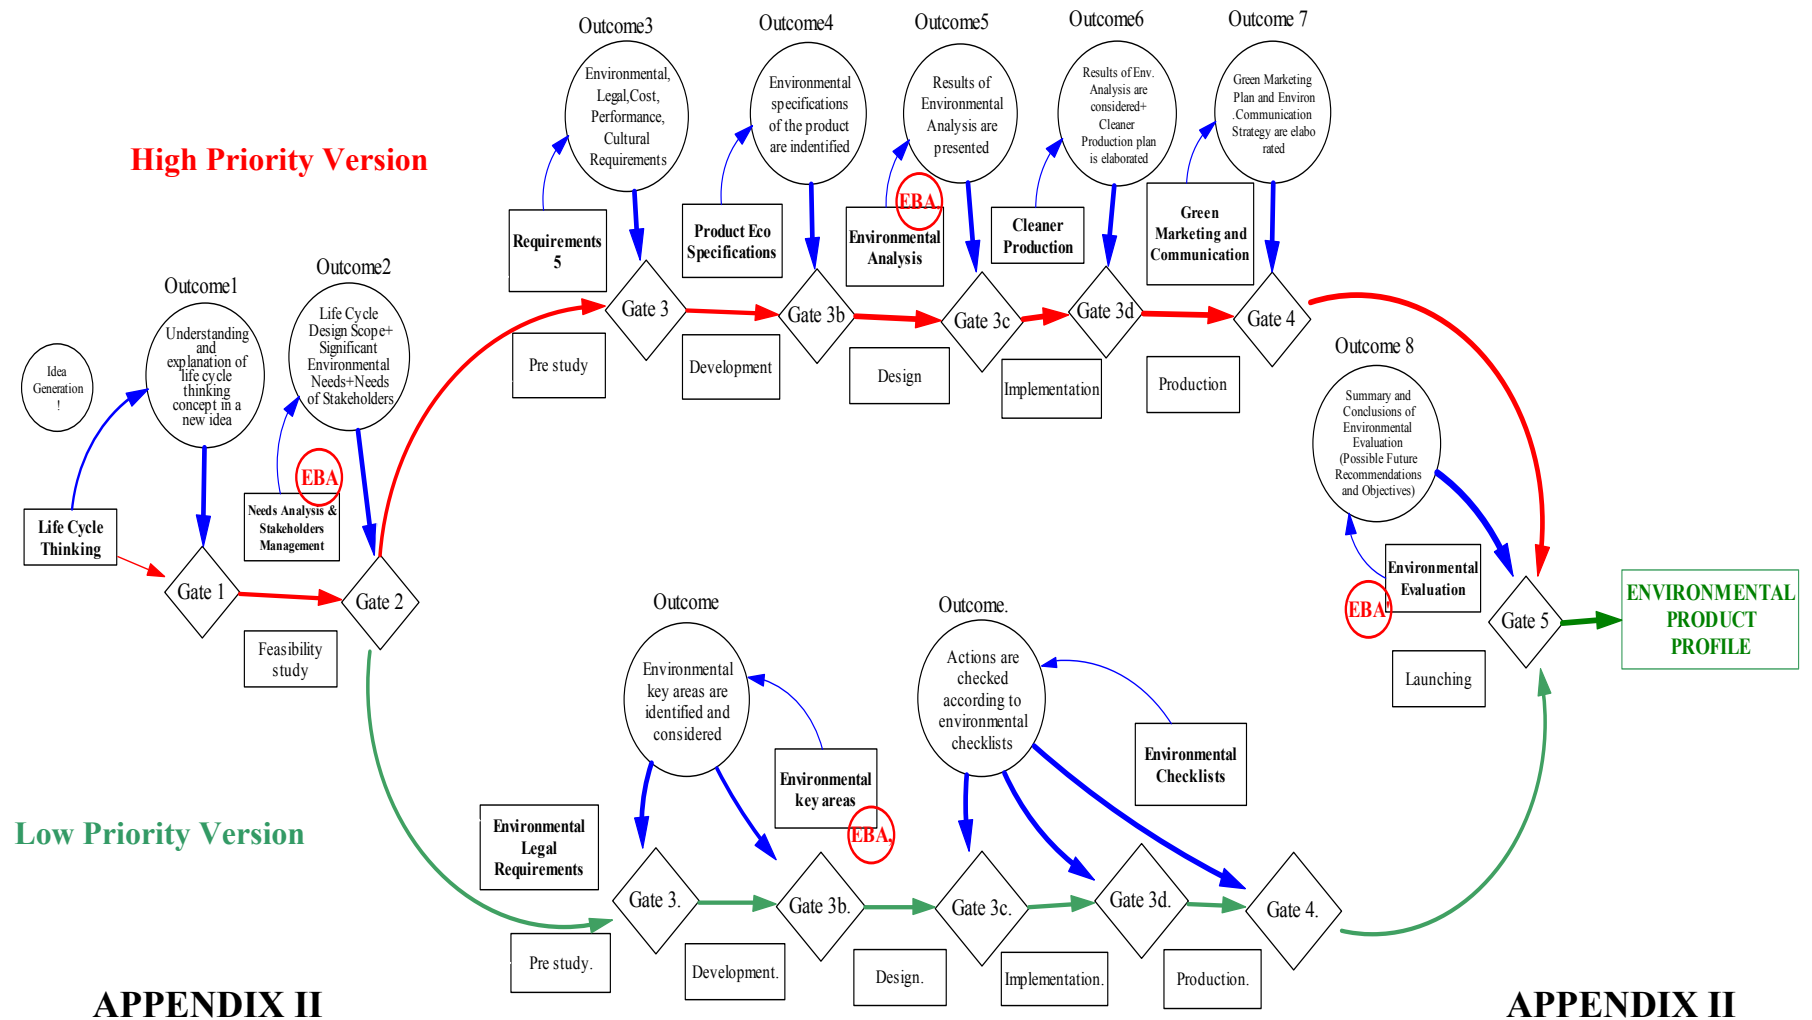 Outcome3
Outcome4
Outcome5
Outcome6
Outcome 7
Environmental,
Legal,Cost,
Performance,
Cultural
Requirements
Environmental
specifications
of the product
are indentified
Results of
Environmental
Analysis are
presented
Results of Env.
Analysis are
considered+
Cleaner
Production plan
is elaborated
Green Marketing
Plan and Environ
.Communication
Strategy are elabo
rated
High Priority Version
Requirements
5
Product Eco
Specifications
EBA.
Environmental
Analysis
Cleaner
Production
Green
Marketing and
Communication
Gate 3
Gate 3b
Gate 3c
Gate 3d
Gate 4
Pre study
Development
Design
Implementation
Production
Outcome1
Outcome2
Idea
Generation
!
Understanding
and
explanation of
life cycle
thinking
concept in a
new idea
Life Cycle
Design Scope+
Significant
Environmental
Needs+Needs
of Stakeholders
EBA
Life Cycle
Thinking
Needs Analysis &
Stakeholders
Management
Gate 1
Gate 2
Feasibility
study
Outcome 8
Summary and
Conclusions of
Environmental
Evaluation
(Possible Future
Recommendations
and Objectives)
Environmental
Evaluation
EBA'
Gate 5
Launching
ENVIRONMENTAL
PRODUCT
PROFILE
Outcome
Outcome.
Environmental
key areas are
identified and
considered
Actions are
checked
according to
environmental
checklists
Environmental
key areas
EBA,
Environmental
Checklists
Low Priority Version
Environmental
Legal
Requirements
Gate 3.
Gate 3b.
Gate 3c.
Gate 3d.
Gate 4.
Pre study.
Development.
Design.
Implementation.
Production.
APPENDIX II
APPENDIX II